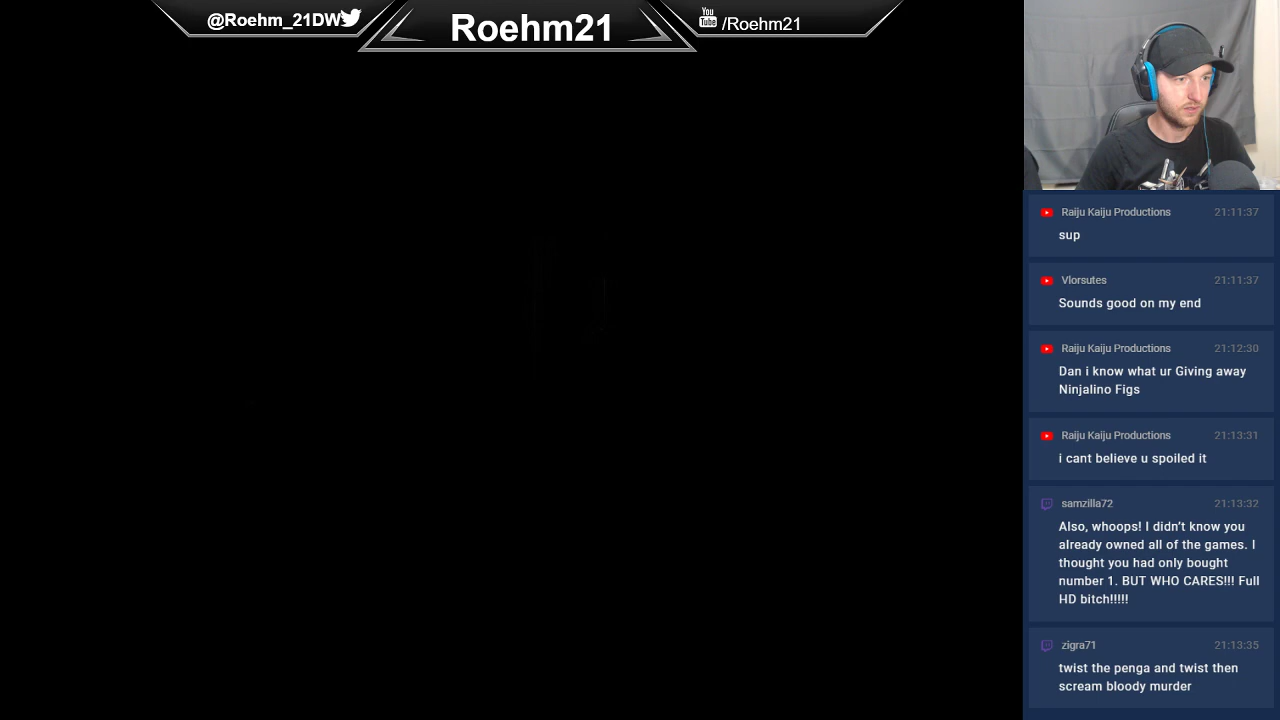 @Roehm_21DW
Roehm21
You
Tube
/Roehm21
Raiju Kaiju Productions 21:11:37
sup
Vlorsutes 21:11:37
Sounds good on my end
Raiju Kaiju Productions 21:12:30
Dan i know what ur Giving away
Ninjalino Figs
Raiju Kaiju Productions 21:13:31
i cant believe u spoiled it
samzilla72 21:13:32
Also, whoops! I didn't know you
already owned all of the games. I
thought you had only bought
number 1. BUT WHO CARES!!! Full
HD bitch!!!!!
zigra71 21:13:35
twist the penga and twist then
scream bloody murder